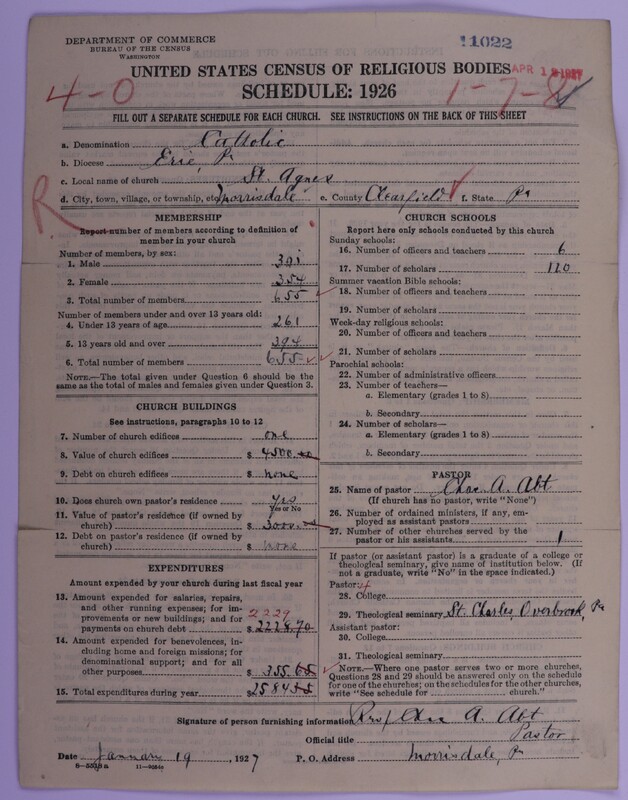 DEPARTMENT OF COMMERCE
BUREAU OF THE CENSUS
WASHINGTON
11022
UNITED STATES CENSUS OF RELIGIOUS BODIES
APR 1927
SCHEDULE: 1926
4-0
1-7-8
FILL OUT A SEPARATE SCHEDULE FOR EACH CHURCH. SEE INSTRUCTIONS ON THE BACK OF THIS SHEET
a. Denomination Catholic
b. Diocese Erie Pa
c. Local name of church St. Agnes
d. City, town, village, or township, etc. Morrisdale e. County Clearfield f. State Pa
R
MEMBERSHIP
Report number of members according to definition of
member in your church
Number of members, by sex:
1. Male 301
2. Female 354
3. Total number of members 655
Number of members under and over 13 years old:
4. Under 13 years of age 261
5. 13 years old and over 394
6. Total number of members 655
NOTE.—The total given under Question 6 should be the
same as the total of males and females given under Question 3.
CHURCH BUILDINGS
See instructions, paragraphs 10 to 12
7. Number of church edifices one
8. Value of church edifices $ 4500.00
9. Debt on church edifices $ none
10. Does church own pastor's residence yes
Yes or No
11. Value of pastor's residence (if owned by
church) $ 3000.00
12. Debt on pastor's residence (if owned by
church) $ none
EXPENDITURES
Amount expended by your church during last fiscal year
13. Amount expended for salaries, repairs,
and other running expenses; for im-
provements or new buildings; and for 2229
payments on church debt $ 2228.70
14. Amount expended for benevolences, in-
cluding home and foreign missions; for
denominational support; and for all
other purposes $ 355.65
15. Total expenditures during year $ 2584
CHURCH SCHOOLS
Report here only schools conducted by this church
Sunday schools:
16. Number of officers and teachers 6
17. Number of scholars 120
Summer vacation Bible schools:
18. Number of officers and teachers
19. Number of scholars
Week-day religious schools:
20. Number of officers and teachers
21. Number of scholars
Parochial schools:
22. Number of administrative officers
23. Number of teachers—
a. Elementary (grades 1 to 8)
b. Secondary
24. Number of scholars—
a. Elementary (grades 1 to 8)
b. Secondary
PASTOR
25. Name of pastor Chas. A. Abt
(If church has no pastor, write "None")
26. Number of ordained ministers, if any, em-
ployed as assistant pastors
27. Number of other churches served by the
pastor or his assistants 1
If pastor (or assistant pastor) is a graduate of a college or
theological seminary, give name of institution below. (If
not a graduate, write "No" in the space indicated.)
Pastor:
28. College
29. Theological seminary St. Charles, Overbrook, Pa
Assistant pastor:
30. College
31. Theological seminary
NOTE.—Where one pastor serves two or more churches,
Questions 28 and 29 should be answered only on the schedule
for one of the churches; on the schedules for the other churches,
write "See schedule for church."
Signature of person furnishing information Rev. Chas A. Abt
Official title Pastor
Date January 19, 1927 P. O. Address Morrisdale, Pa